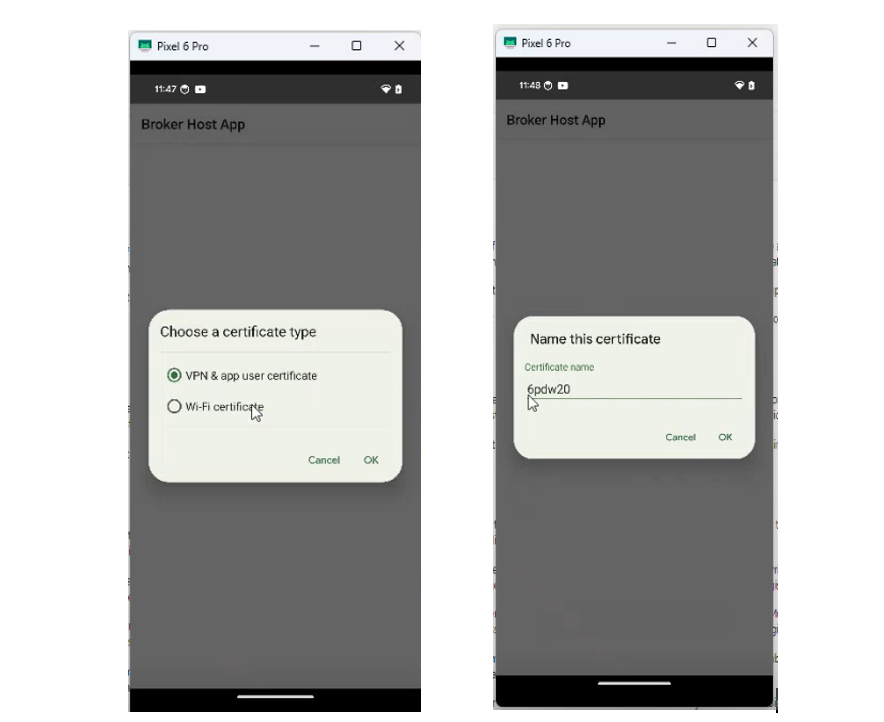 Pixel 6 Pro
11:47
Broker Host App
Choose a certificate type
VPN & app user certificate
Wi-Fi certificate
Cancel OK
Pixel 6 Pro
11:48
Broker Host App
Name this certificate
Certificate name
6pdw20
Cancel OK